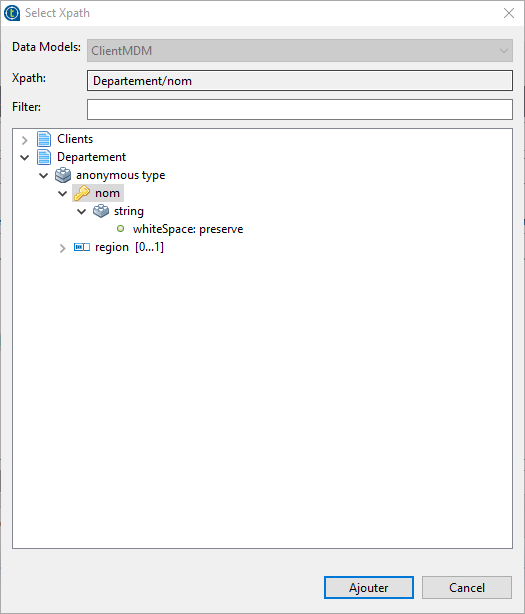 Select Xpath
Data Models: ClientMDM
Xpath: Departement/nom
Filter:
Clients
Departement
anonymous type
nom
string
whiteSpace: preserve
region [0...1]
Ajouter Cancel